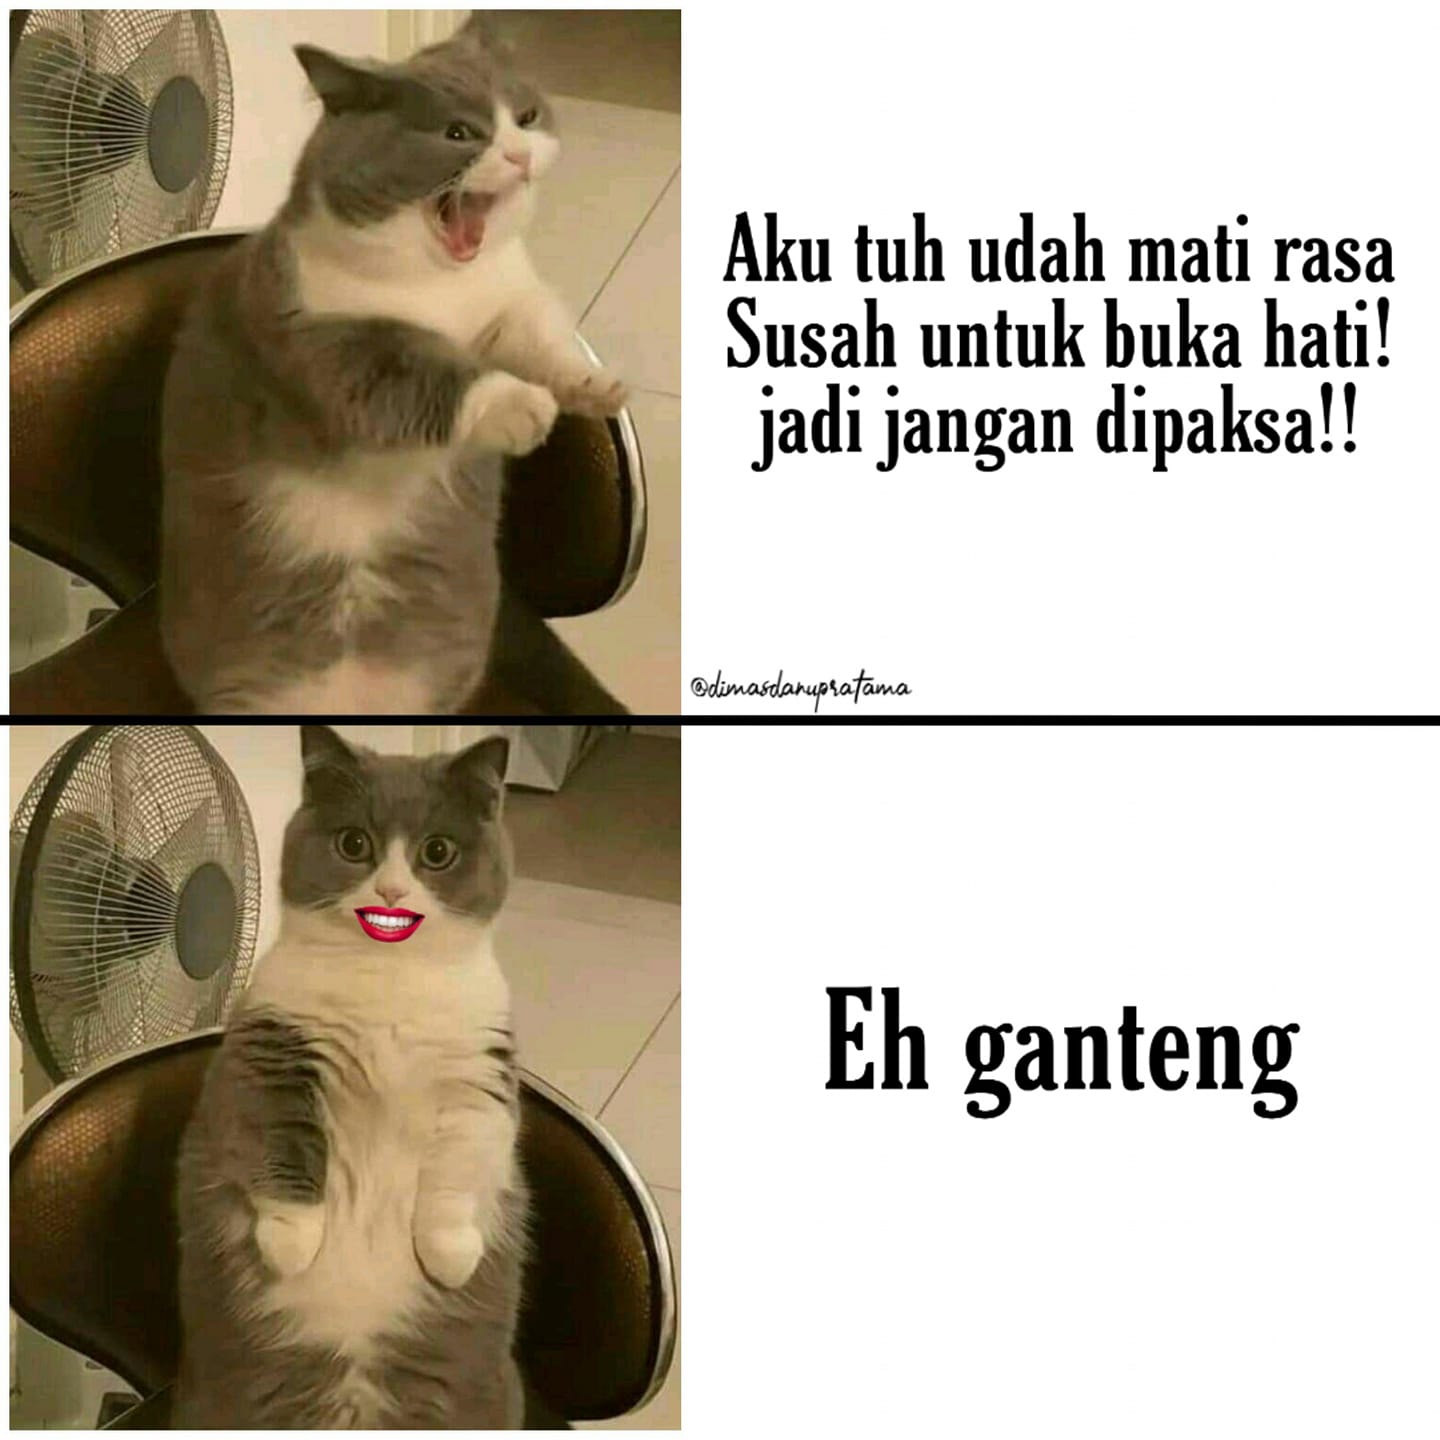 Aku tuh udah mati rasa
Susah untuk buka hati!
jadi jangan dipaksa!!
@dimasdanupratama
Eh ganteng